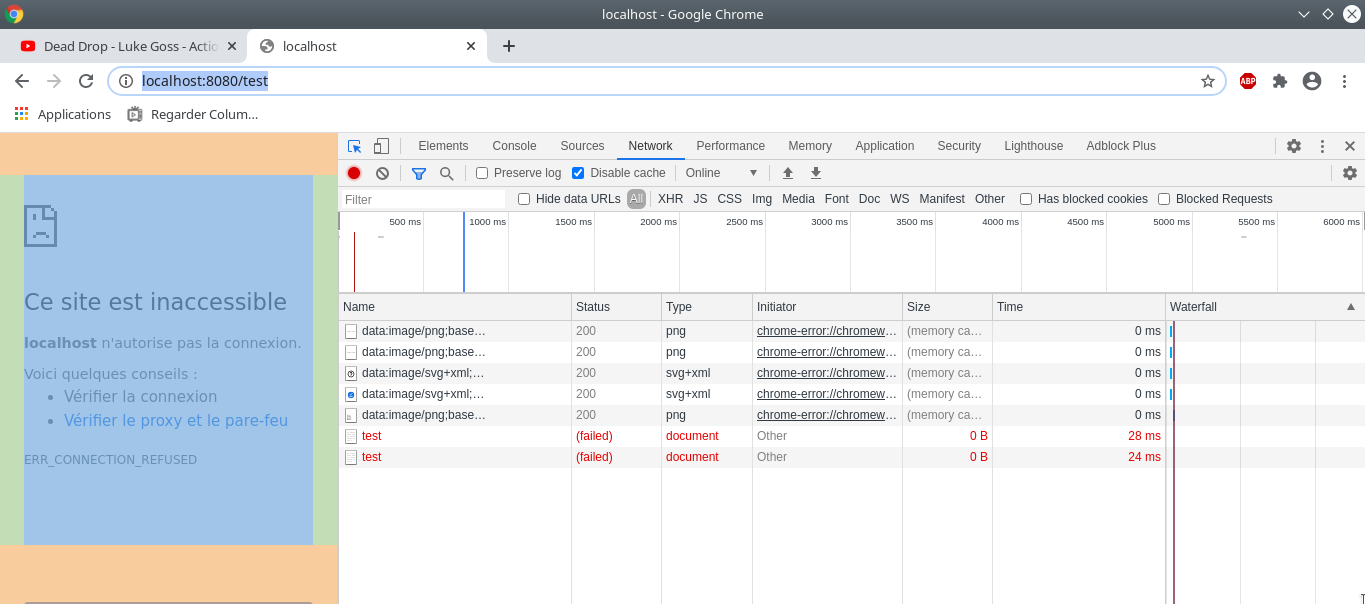 localhost - Google Chrome
Dead Drop - Luke Goss - Actio
localhost
localhost:8080/test
ABP
Applications
Regarder Colum...
Elements Console Sources Network Performance Memory Application Security Lighthouse Adblock Plus
Preserve log Disable cache Online
Filter Hide data URLs All XHR JS CSS Img Media Font Doc WS Manifest Other Has blocked cookies Blocked Requests
500 ms 1000 ms 1500 ms 2000 ms 2500 ms 3000 ms 3500 ms 4000 ms 4500 ms 5000 ms 5500 ms 6000 ms
Name Status Type Initiator Size Time Waterfall
data:image/png;base... 200 png chrome-error://chromew... (memory ca... 0 ms
data:image/png;base... 200 png chrome-error://chromew... (memory ca... 0 ms
data:image/svg+xml;... 200 svg+xml chrome-error://chromew... (memory ca... 0 ms
data:image/svg+xml;... 200 svg+xml chrome-error://chromew... (memory ca... 0 ms
data:image/png;base... 200 png chrome-error://chromew... (memory ca... 0 ms
test (failed) document Other 0 B 28 ms
test (failed) document Other 0 B 24 ms
Ce site est inaccessible
localhost n'autorise pas la connexion.
Voici quelques conseils :
• Vérifier la connexion
• Vérifier le proxy et le pare-feu
ERR_CONNECTION_REFUSED